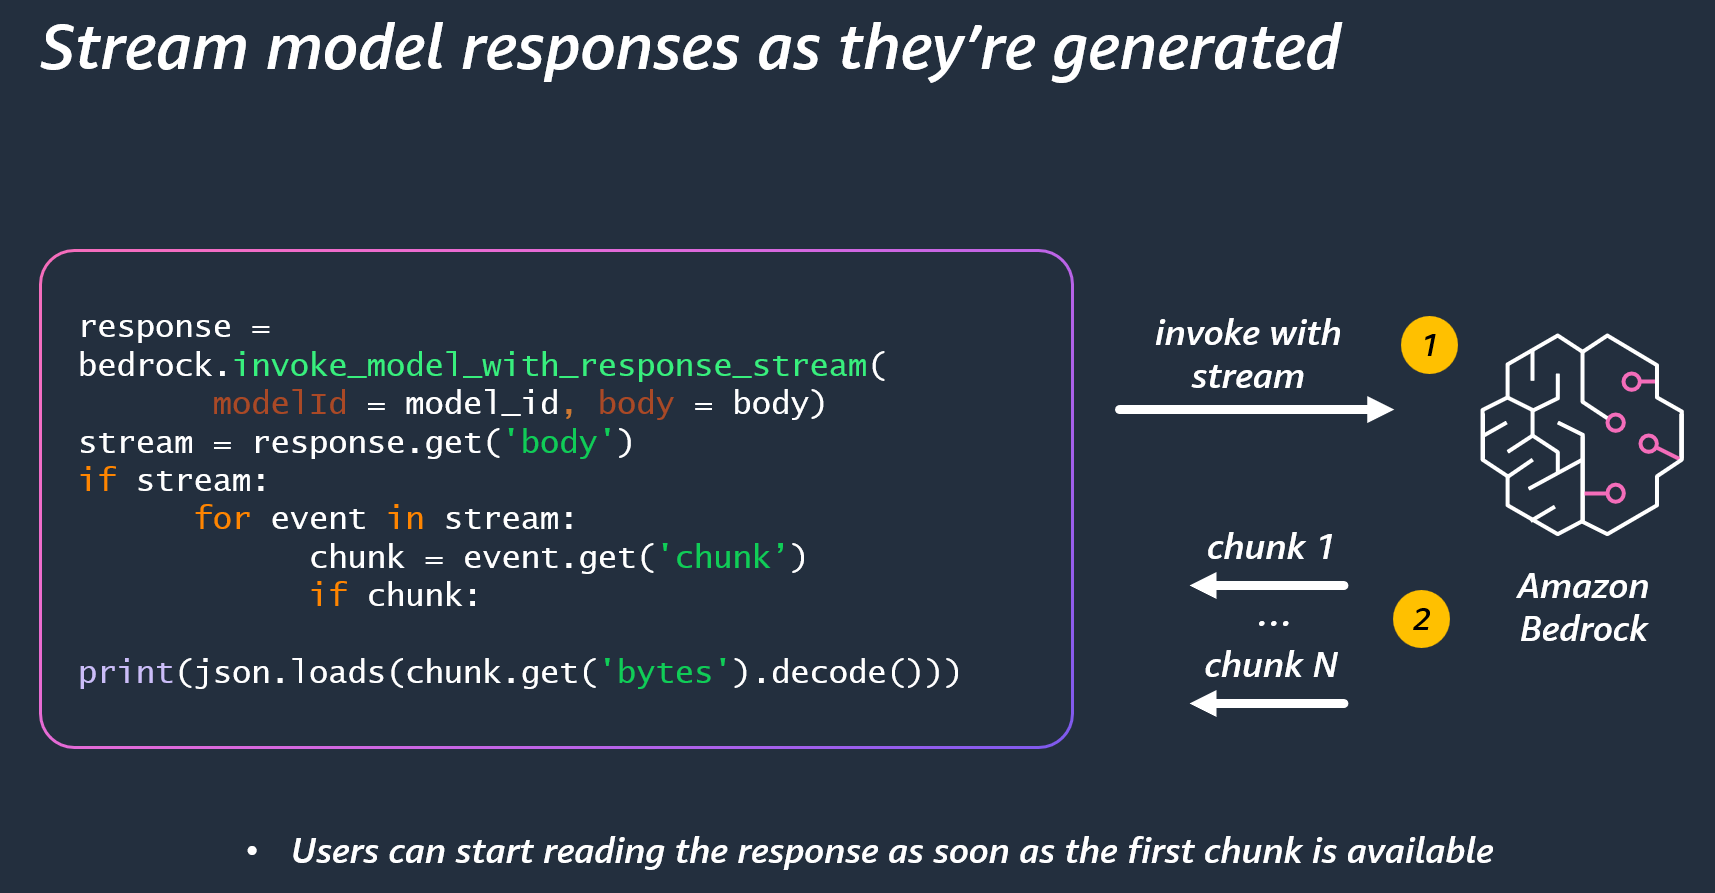 Stream model responses as they’re generated
response =
bedrock.invoke_model_with_response_stream(
modelId = model_id, body = body)
stream = response.get('body')
if stream:
for event in stream:
chunk = event.get('chunk’)
if chunk:
print(json.loads(chunk.get('bytes').decode()))
invoke with
stream
1
chunk 1
...
2
chunk N
Amazon
Bedrock
• Users can start reading the response as soon as the first chunk is available